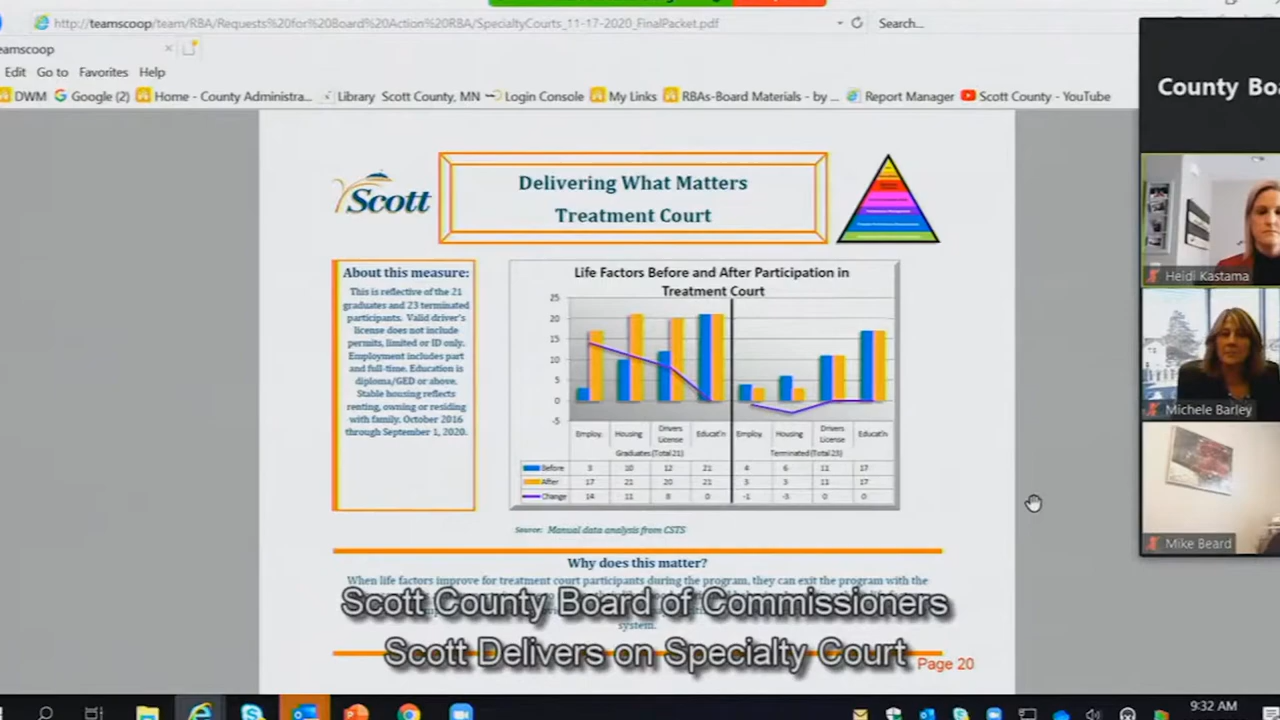 http://teamscoop/team/RBA/Requests%20for%20Board%20Action%20RBA/SpecialtyCourts_11-17-2020_FinalPacket.pdf
Search...
eamscoop
Edit Go to Favorites Help
DWM Google (2) Home - County Administra... Library Scott County, MN Login Console My Links RBAs-Board Materials - by ... Report Manager Scott County - YouTube
County Boa
Scott
Delivering What Matters
Treatment Court
Heidi Kastama
Michele Barley
Mike Beard
About this measure:
This is reflective of the 21
graduates and 23 terminated
participants. Valid driver's
license does not include
permits, limited or ID only.
Employment includes part
and full-time. Education is
diploma/GED or above.
Stable housing reflects
renting, owning or residing
with family. October 2016
through September 1, 2020.
Life Factors Before and After Participation in
Treatment Court
25
20
15
10
5
0
-5
Employ. Housing Drivers License Educat'n Employ. Housing Drivers License Educat'n
Graduates (Total 21) Terminated (Total 23)
Before 3 10 12 21 4 6 11 17
After 17 21 20 21 3 3 11 17
Change 14 11 8 0 -1 -3 0 0
Source: Manual data analysis from CSTS
Why does this matter?
When life factors improve for treatment court participants during the program, they can exit the program with the
system.
Scott County Board of Commissioners
Scott Delivers on Specialty Court
Page 20
9:32 AM